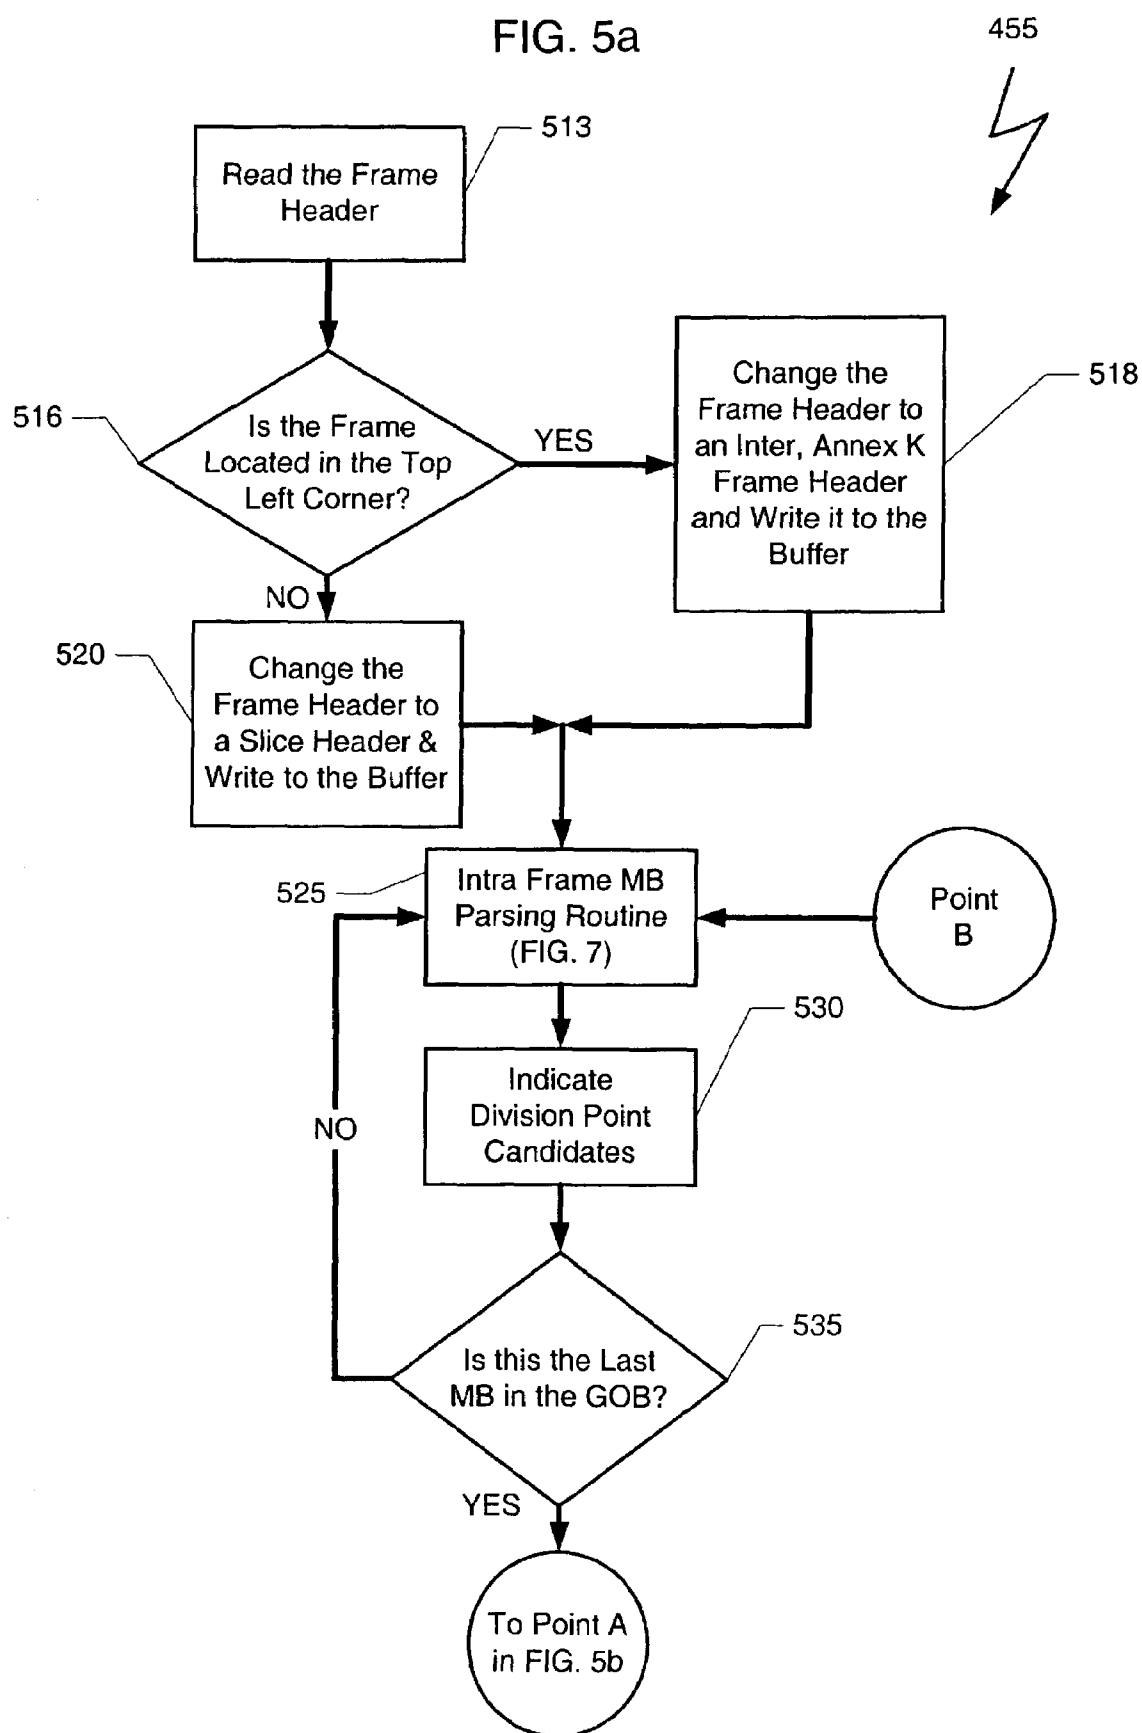 FIG. 5a
455
513
Read the Frame
Header
516
Is the Frame
Located in the Top
Left Corner?
YES
518
Change the
Frame Header to
an Inter, Annex K
Frame Header
and Write it to the
Buffer
NO
520
Change the
Frame Header to
a Slice Header &
Write to the Buffer
525
Intra Frame MB
Parsing Routine
(FIG. 7)
Point
B
530
Indicate
Division Point
Candidates
NO
535
Is this the Last
MB in the GOB?
YES
To Point A
in FIG. 5b